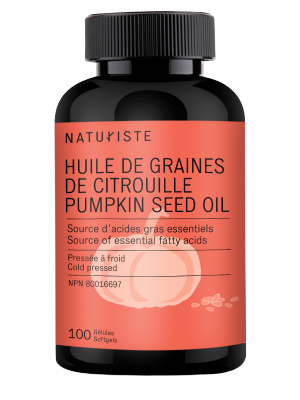 NATURISTE
HUILE DE GRAINES
DE CITROUILLE
PUMPKIN SEED OIL
Source d'acides gras essentiels
Source of essential fatty acids
Pressée à froid
Cold pressed
NPN 80016697
100 Gélules
Softgels